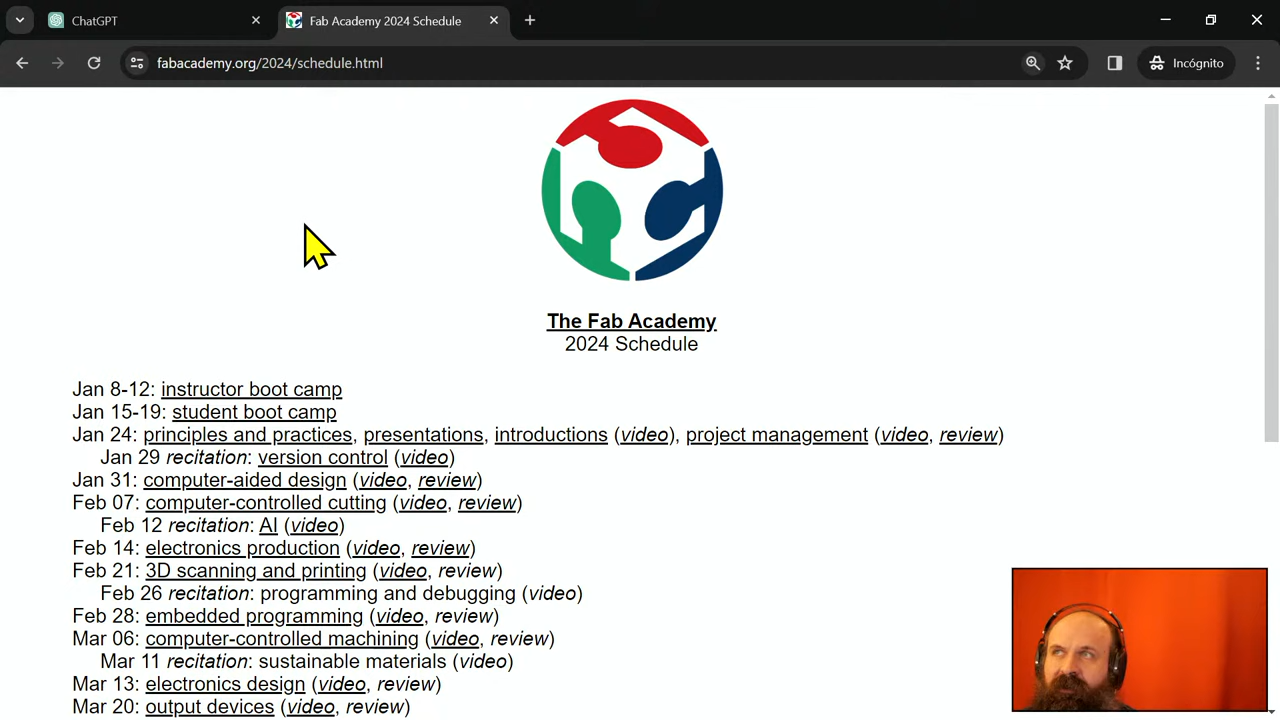 ChatGPT
Fab Academy 2024 Schedule
fabacademy.org/2024/schedule.html
Incógnito
The Fab Academy
2024 Schedule
Jan 8-12: instructor boot camp
Jan 15-19: student boot camp
Jan 24: principles and practices, presentations, introductions (video), project management (video, review)
Jan 29 recitation: version control (video)
Jan 31: computer-aided design (video, review)
Feb 07: computer-controlled cutting (video, review)
Feb 12 recitation: AI (video)
Feb 14: electronics production (video, review)
Feb 21: 3D scanning and printing (video, review)
Feb 26 recitation: programming and debugging (video)
Feb 28: embedded programming (video, review)
Mar 06: computer-controlled machining (video, review)
Mar 11 recitation: sustainable materials (video)
Mar 13: electronics design (video, review)
Mar 20: output devices (video, review)